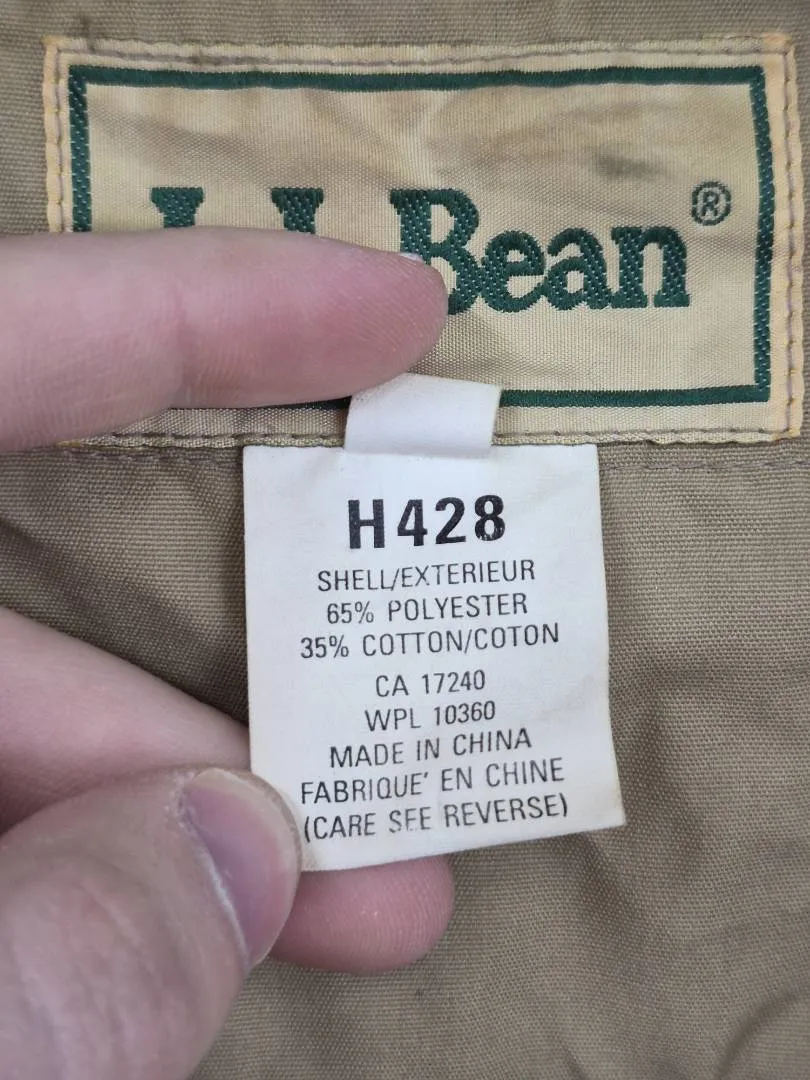 L.L.Bean®
H428
SHELL/EXTERIEUR
65% POLYESTER
35% COTTON/COTON
CA 17240
WPL 10360
MADE IN CHINA
FABRIQUE' EN CHINE
(CARE SEE REVERSE)